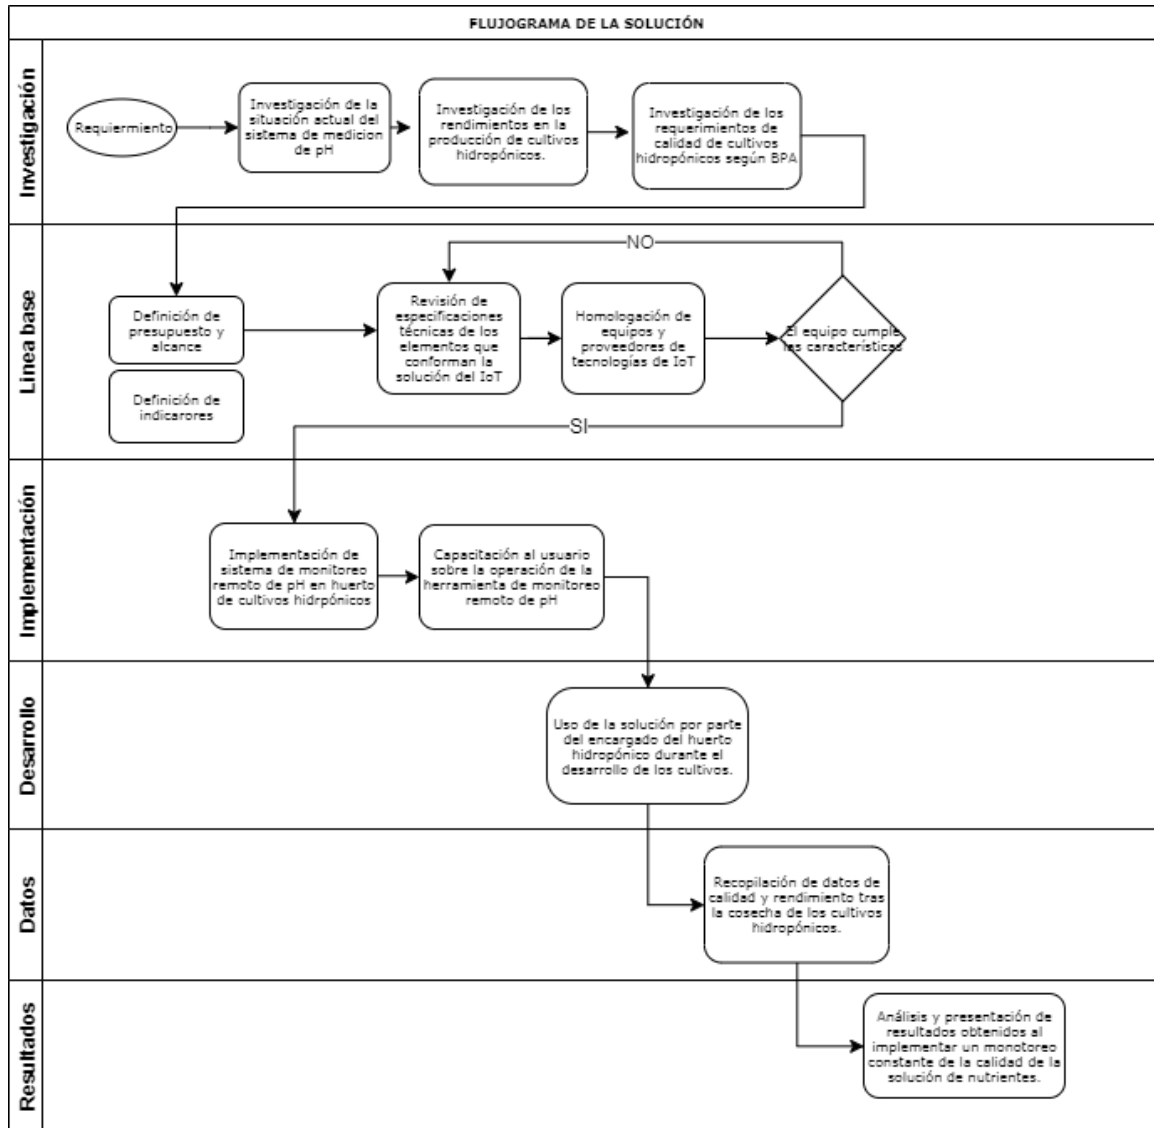 FLUJOGRAMA DE LA SOLUCIÓN
Investigación
Requiermiento
Investigación de la
situación actual del
sistema de medicion
de pH
Investigación de los
rendimientos en la
producción de cultivos
hidropónicos.
Investigación de los
requerimientos de
calidad de cultivos
hidropónicos según BPA
Linea base
NO
Definición de
presupuesto y
alcance
Definición de
indicarores
Revisión de
especificaciones
técnicas de los
elementos que
conforman la
solución del IoT
Homologación de
equipos y
proveedores de
tecnologías de IoT
El equipo cumple
las características
SI
Implementación
Implementación de
sistema de monitoreo
remoto de pH en huerto
de cultivos hidrpónicos
Capacitación al usuario
sobre la operación de la
herramienta de monitoreo
remoto de pH
Desarrollo
Uso de la solución por parte
del encargado del huerto
hidropónico durante el
desarrollo de los cultivos.
Datos
Recopilación de datos de
calidad y rendimiento tras
la cosecha de los cultivos
hidropónicos.
Resultados
Análisis y presentación de
resultados obtenidos al
implementar un monotoreo
constante de la calidad de la
solución de nutrientes.